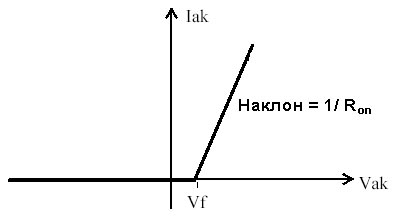 Iak
Наклон = 1/ Ron
Vak
Vf